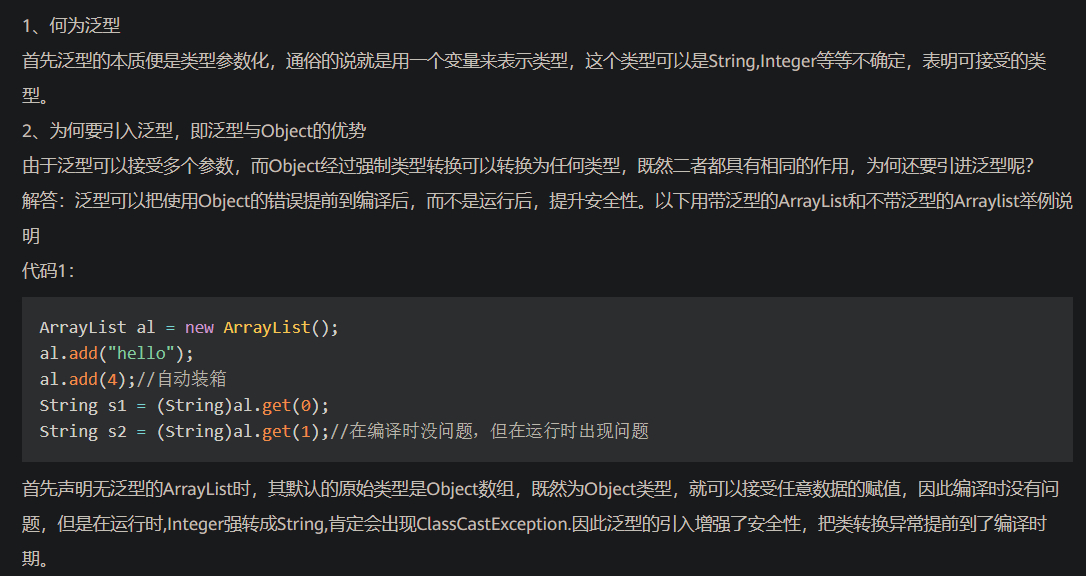 1、何为泛型
首先泛型的本质便是类型参数化，通俗的说就是用一个变量来表示类型，这个类型可以是String,Integer等等不确定，表明可接受的类
型。
2、为何要引入泛型，即泛型与Object的优势
由于泛型可以接受多个参数，而Object经过强制类型转换可以转换为任何类型，既然二者都具有相同的作用，为何还要引进泛型呢？
解答：泛型可以把使用Object的错误提前到编译后，而不是运行后，提升安全性。以下用带泛型的ArrayList和不带泛型的Arraylist举例说
明
代码1：
ArrayList al = new ArrayList();
al.add("hello");
al.add(4);//自动装箱
String s1 = (String)al.get(0);
String s2 = (String)al.get(1);//在编译时没问题，但在运行时出现问题
首先声明无泛型的ArrayList时，其默认的原始类型是Object数组，既然为Object类型，就可以接受任意数据的赋值，因此编译时没有问
题，但是在运行时,Integer强转成String,肯定会出现ClassCastException.因此泛型的引入增强了安全性，把类转换异常提前到了编译时
期。